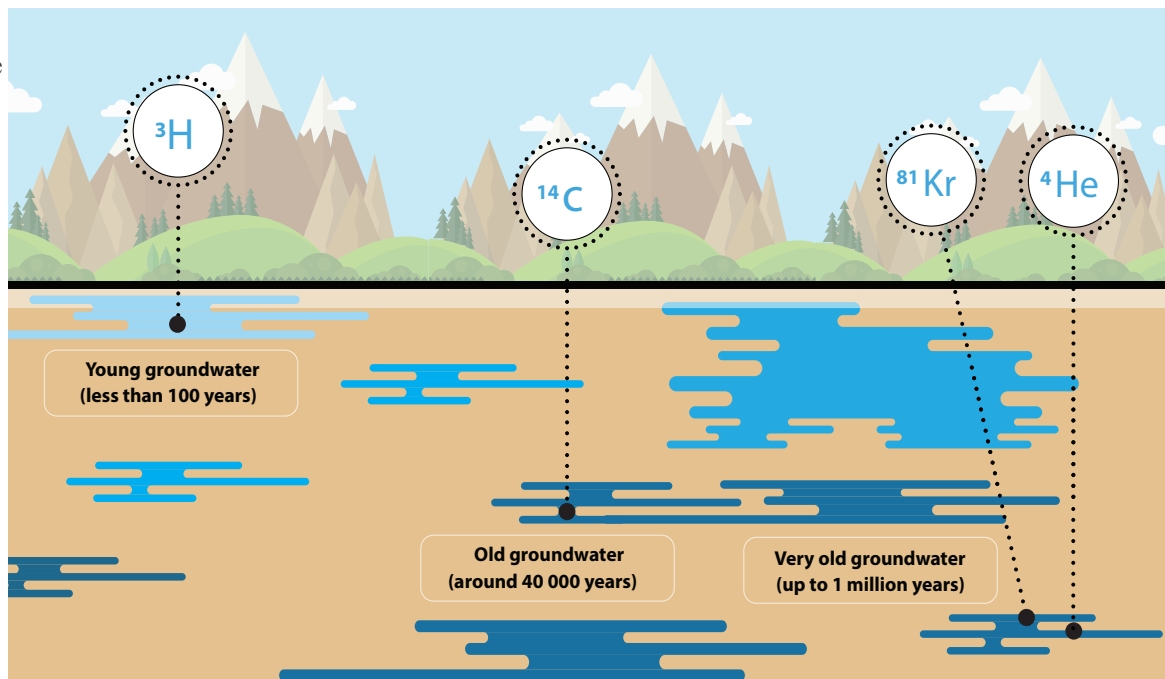 e
³H
¹⁴C
⁸¹Kr
⁴He
Young groundwater
(less than 100 years)
Old groundwater
(around 40 000 years)
Very old groundwater
(up to 1 million years)